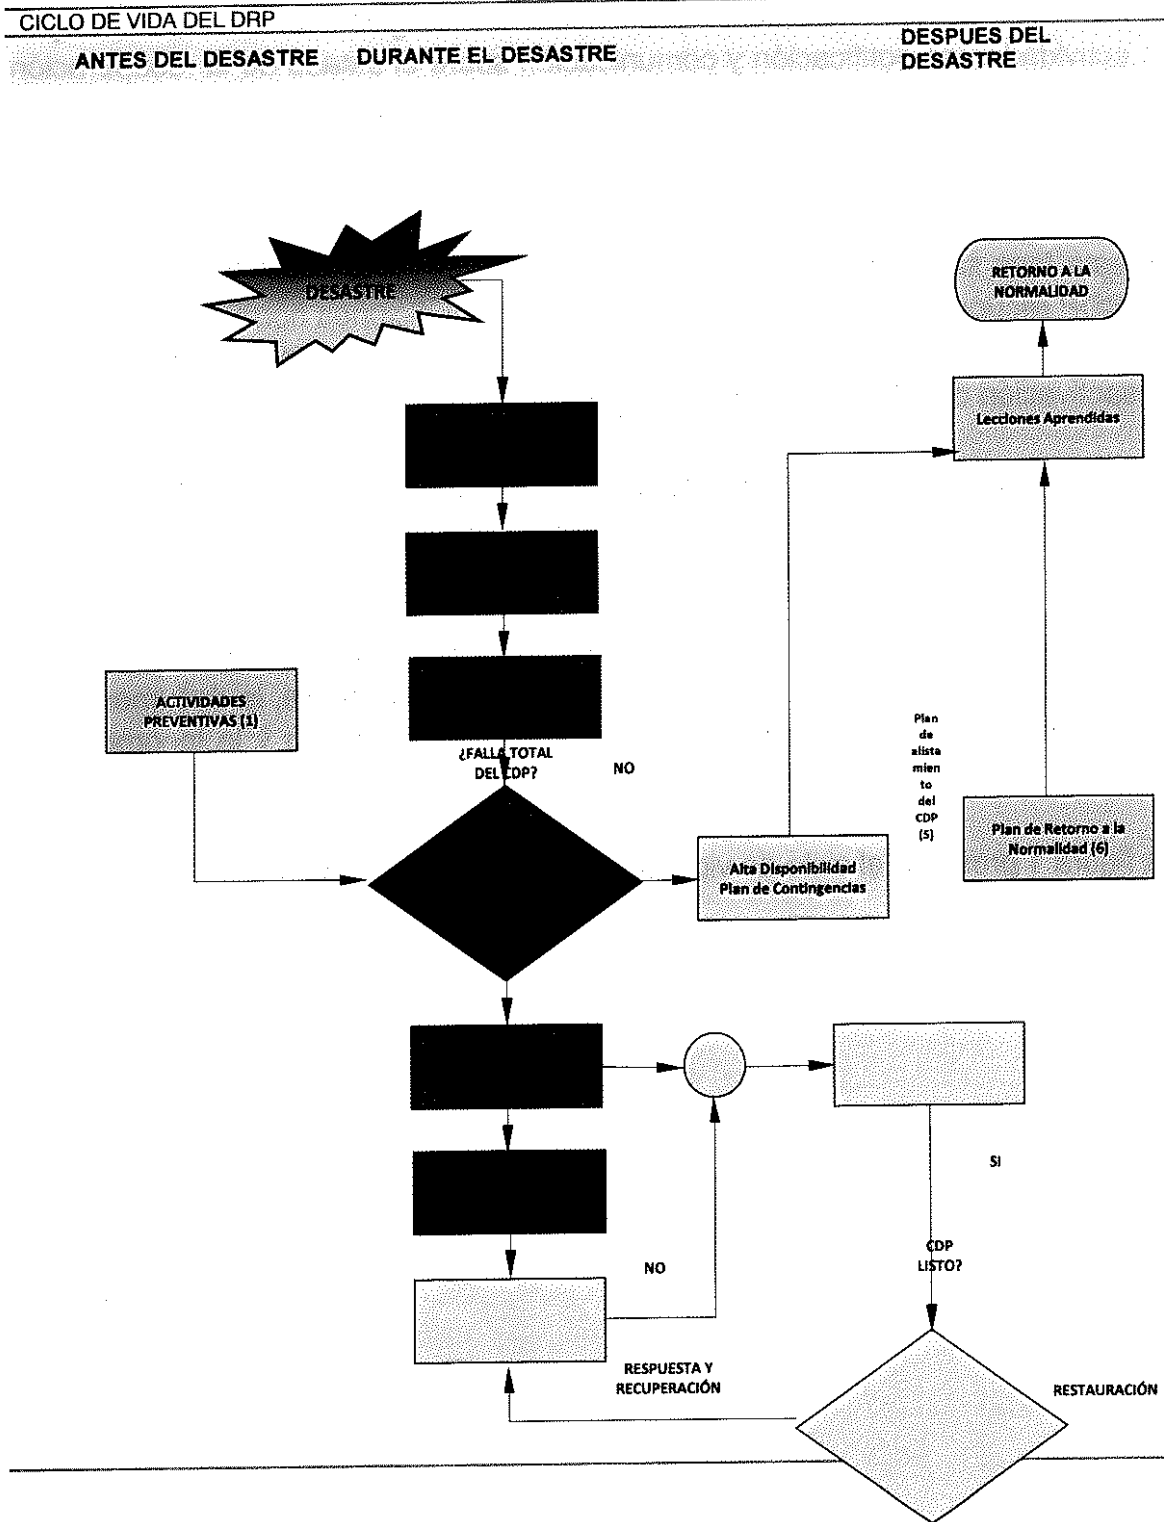 CICLO DE VIDA DEL DRP
ANTES DEL DESASTRE
DURANTE EL DESASTRE
DESPUES DEL
DESASTRE
DESASTRE
RETORNO A LA
NORMALIDAD
Lecciones Aprendidas
ACTIVIDADES
PREVENTIVAS (1)
¿FALLA TOTAL
DEL CDP?
NO
Plan
de
alista
mien
to
del
CDP
(5)
Alta Disponibilidad
Plan de Contingencias
Plan de Retorno a la
Normalidad (6)
SI
CDP
LISTO?
NO
RESPUESTA Y
RECUPERACIÓN
RESTAURACIÓN